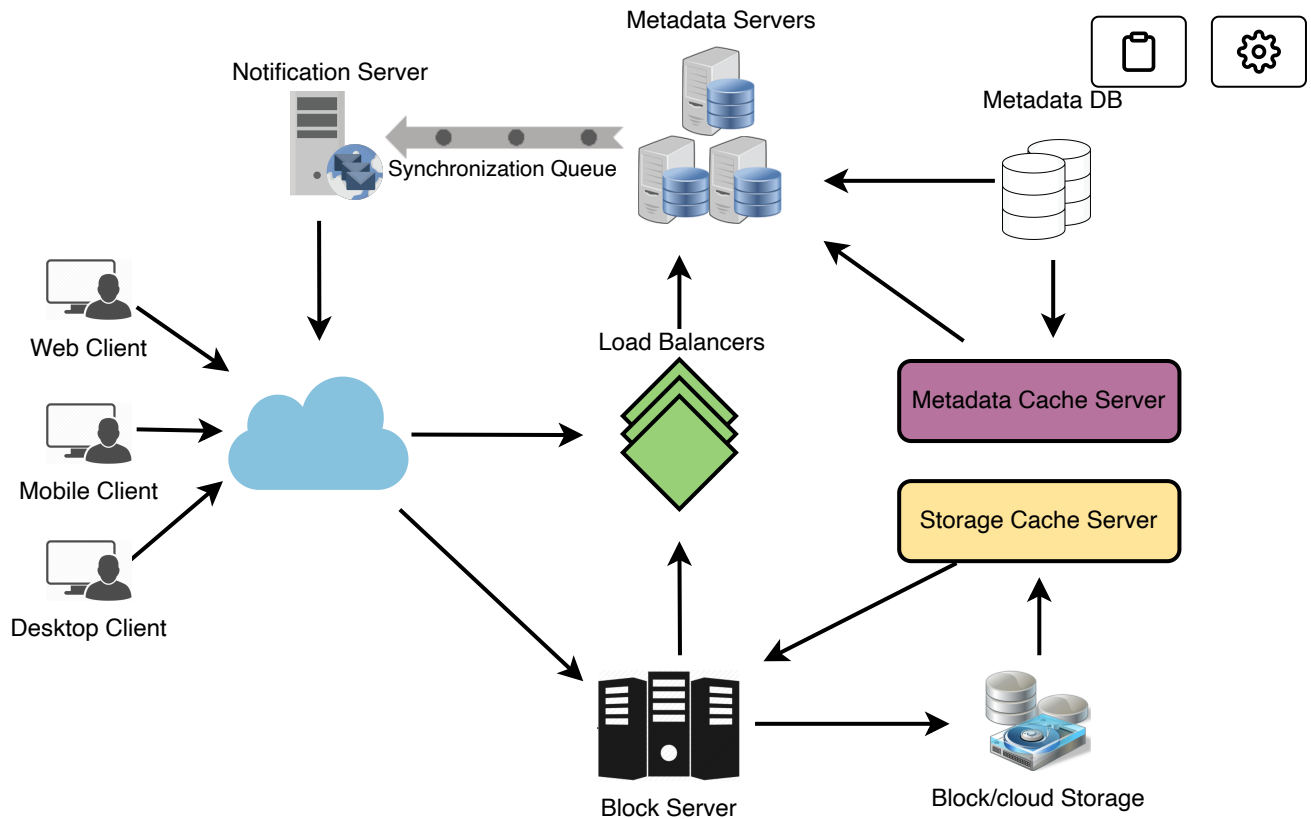 Metadata Servers
Notification Server
Metadata DB
Synchronization Queue
Web Client
Load Balancers
Metadata Cache Server
Mobile Client
Storage Cache Server
Desktop Client
Block Server
Block/cloud Storage